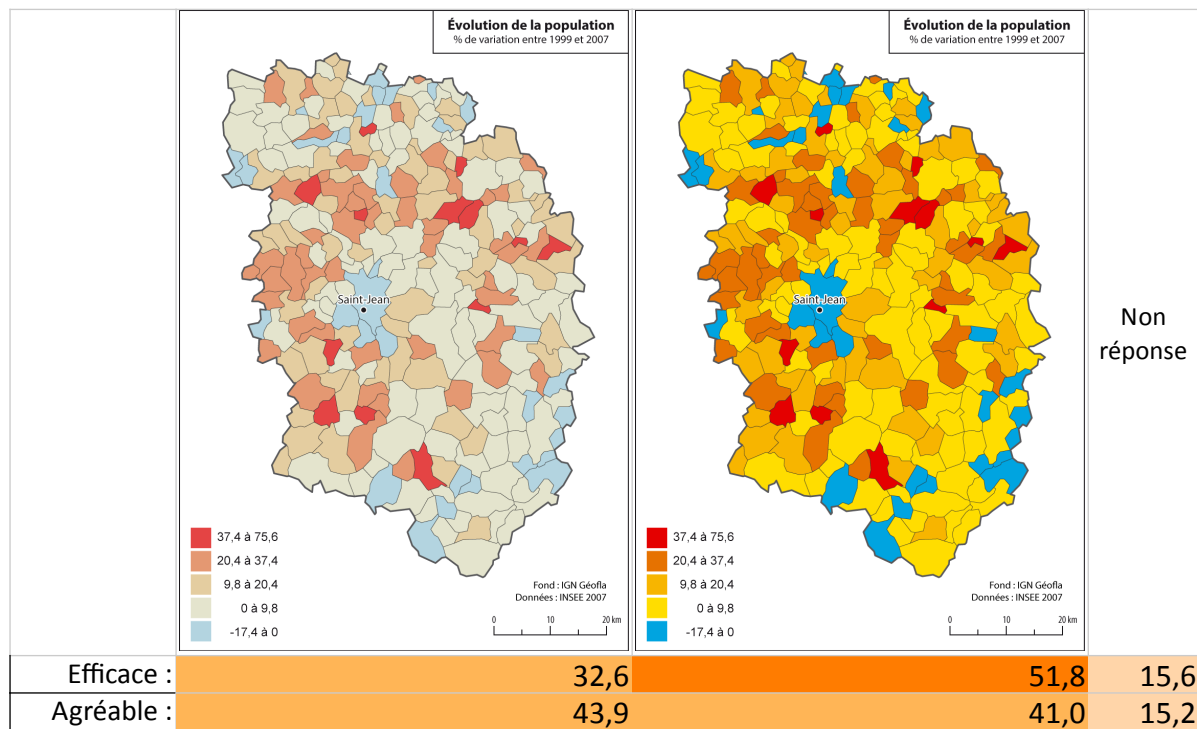 Évolution de la population
% de variation entre 1999 et 2007
Saint-Jean
37,4 à 75,6
20,4 à 37,4
9,8 à 20,4
0 à 9,8
-17,4 à 0
Fond : IGN Géofla
Données : INSEE 2007
0 10 20 km
Évolution de la population
% de variation entre 1999 et 2007
Saint-Jean
37,4 à 75,6
20,4 à 37,4
9,8 à 20,4
0 à 9,8
-17,4 à 0
Fond : IGN Géofla
Données : INSEE 2007
0 10 20 km
Non
réponse
Efficace : 32,6 51,8 15,6
Agréable : 43,9 41,0 15,2